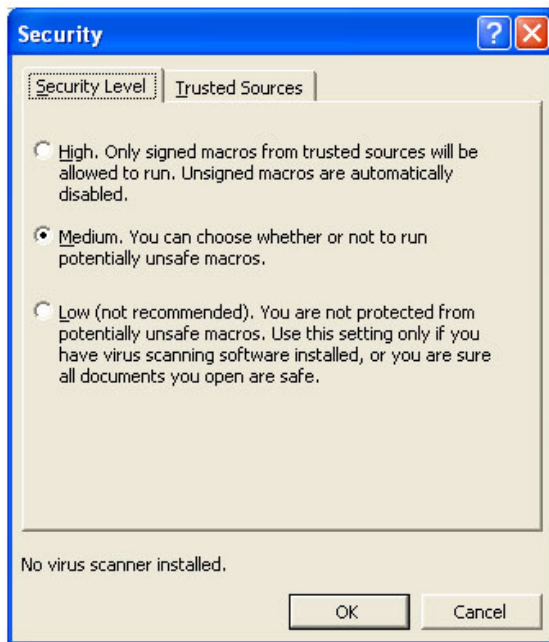 Security
Security Level
Trusted Sources
High. Only signed macros from trusted sources will be
allowed to run. Unsigned macros are automatically
disabled.
Medium. You can choose whether or not to run
potentially unsafe macros.
Low (not recommended). You are not protected from
potentially unsafe macros. Use this setting only if you
have virus scanning software installed, or you are sure
all documents you open are safe.
No virus scanner installed.
OK
Cancel